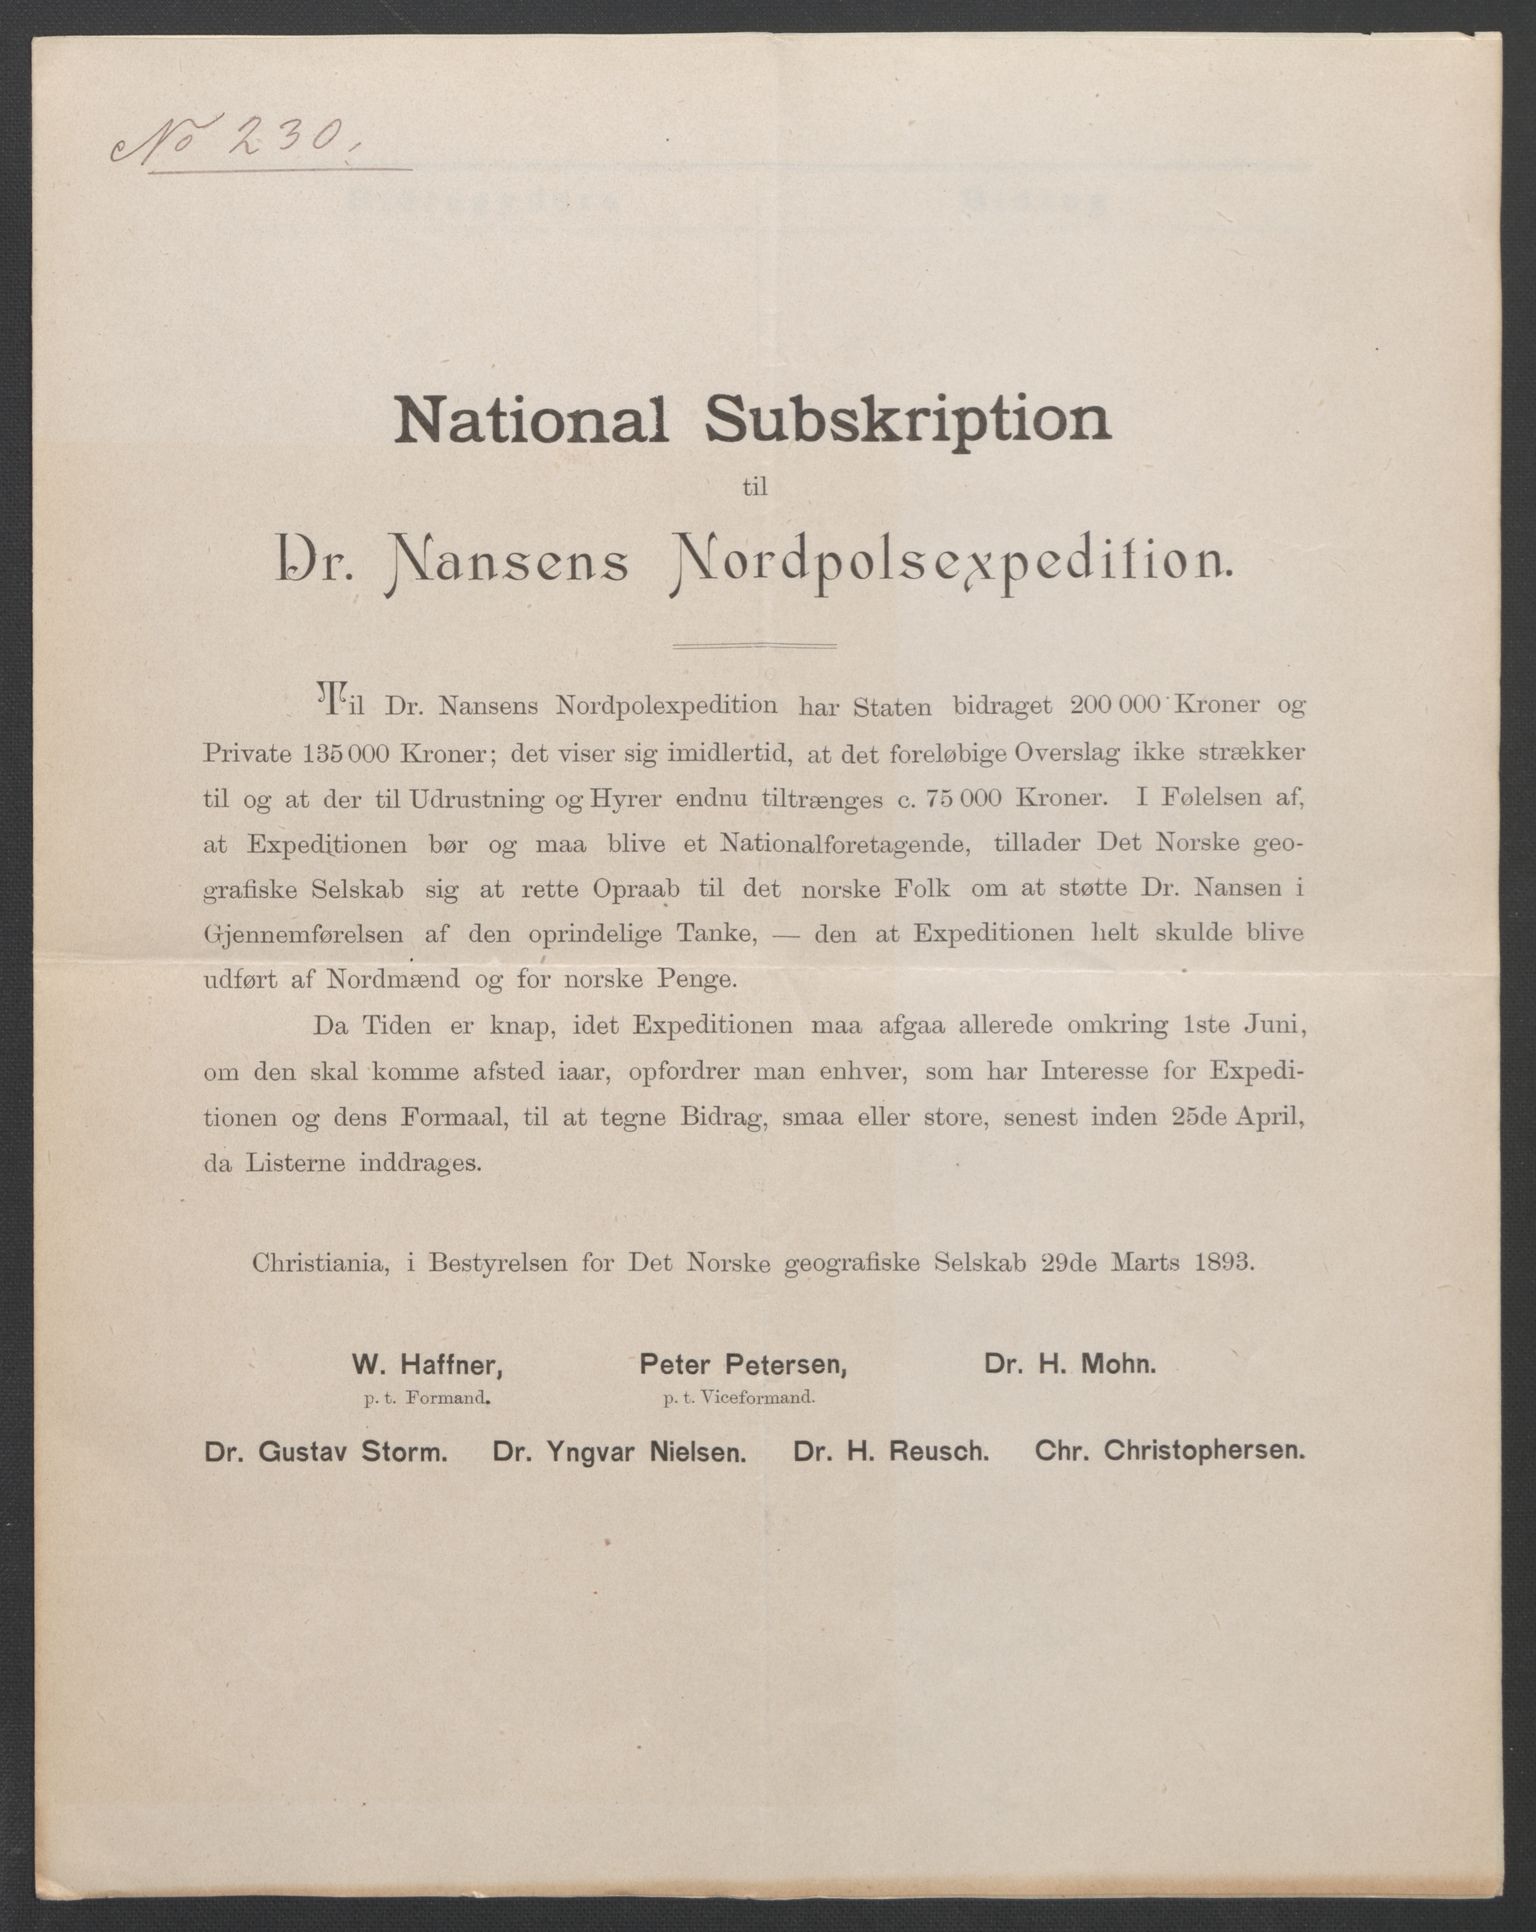 No 230.
National Subskription
til
Dr. Nansens Nordpolsexpedition.
Til Dr. Nansens Nordpolexpedition har Staten bidraget 200 000 Kroner og
Private 135 000 Kroner; det viser sig imidlertid, at det foreløbige Overslag ikke strækker
til og at der til Udrustning og Hyrer endnu tiltrænges c. 75 000 Kroner. I Følelsen af,
at Expeditionen bør og maa blive et Nationalforetagende, tillader Det Norske geo-
grafiske Selskab sig at rette Opraab til det norske Folk om at støtte Dr. Nansen i
Gjennemførelsen af den oprindelige Tanke, — den at Expeditionen helt skulde blive
udført af Nordmænd og for norske Penge.
Da Tiden er knap, idet Expeditionen maa afgaa allerede omkring 1ste Juni,
om den skal komme afsted iaar, opfordrer man enhver, som har Interesse for Expedi-
tionen og dens Formaal, til at tegne Bidrag, smaa eller store, senest inden 25de April,
da Listerne inddrages.
Christiania, i Bestyrelsen for Det Norske geografiske Selskab 29de Marts 1893.
W. Haffner, Peter Petersen, Dr. H. Mohn.
p. t. Formand. p. t. Viceformand.
Dr. Gustav Storm. Dr. Yngvar Nielsen. Dr. H. Reusch. Chr. Christophersen.